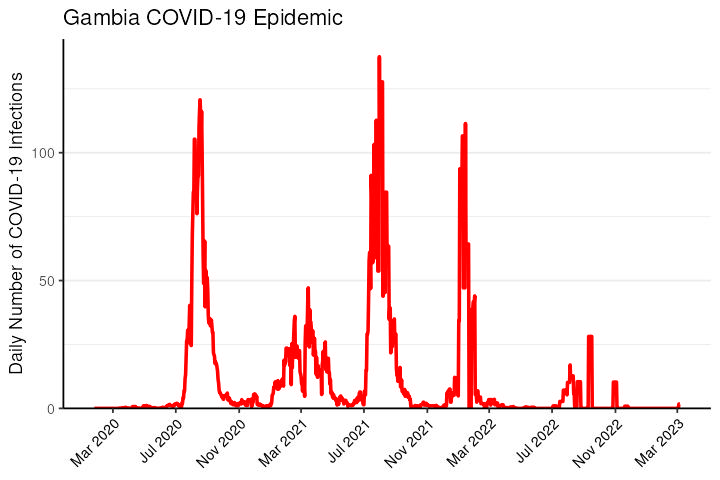 Gambia COVID-19 Epidemic
Daily Number of COVID-19 Infections
100
50
0
Mar 2020
Jul 2020
Nov 2020
Mar 2021
Jul 2021
Nov 2021
Mar 2022
Jul 2022
Nov 2022
Mar 2023